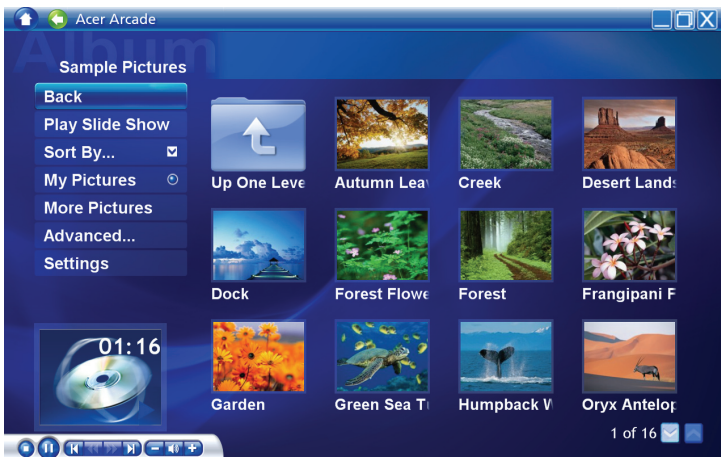 Acer Arcade
Album
Sample Pictures
Back
Play Slide Show
Sort By...
My Pictures
More Pictures
Advanced...
Settings
Up One Leve
Autumn Lea
Creek
Desert Lands
Dock
Forest Flowe
Forest
Frangipani F
Garden
Green Sea T
Humpback W
Oryx Antelop
01:16
1 of 16